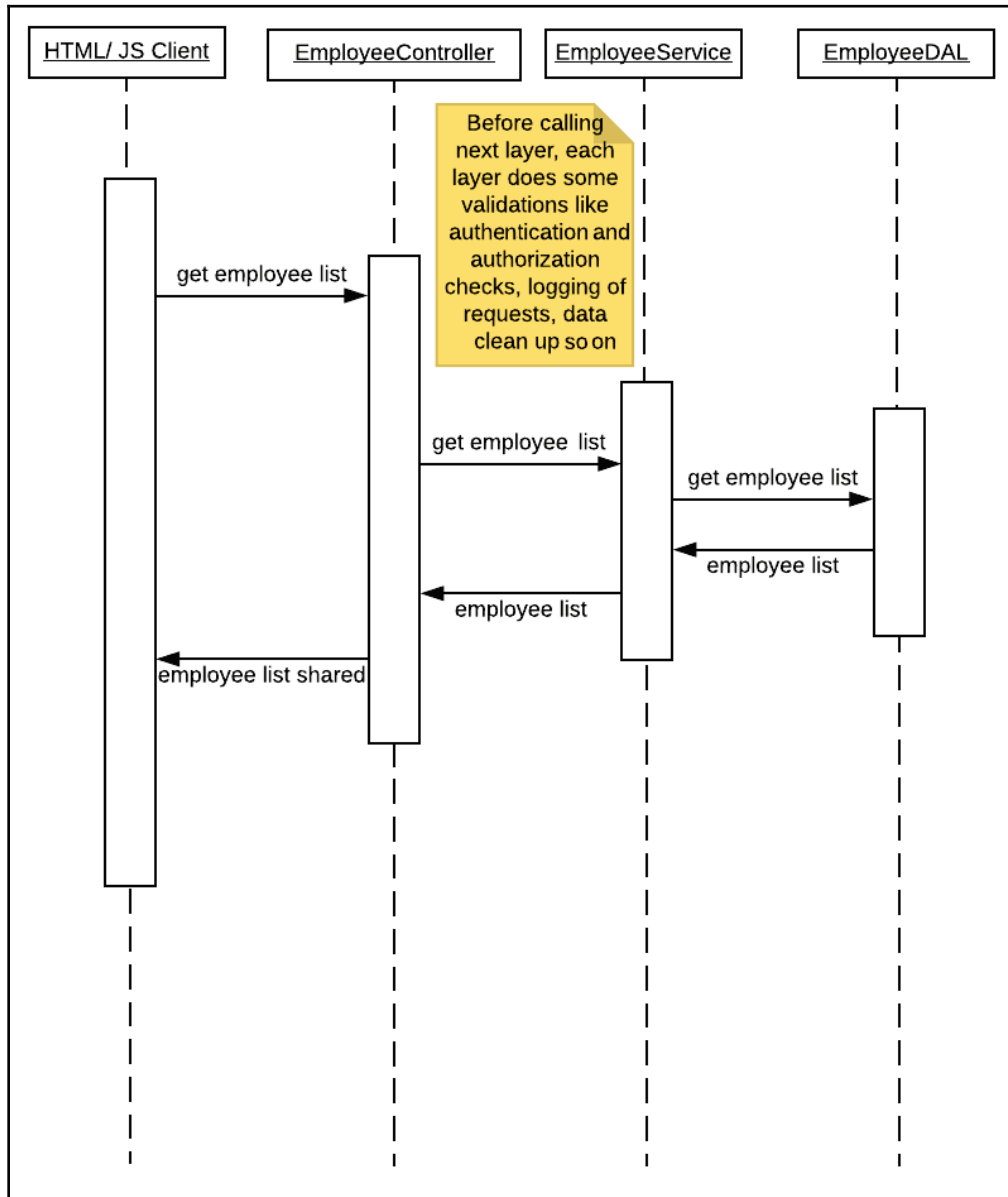 HTML/ JS Client
EmployeeController
EmployeeService
EmployeeDAL
Before calling
next layer, each
layer does some
validations like
authentication and
authorization
checks, logging of
requests, data
clean up so on
get employee list
get employee list
get employee list
employee list
employee list
employee list shared